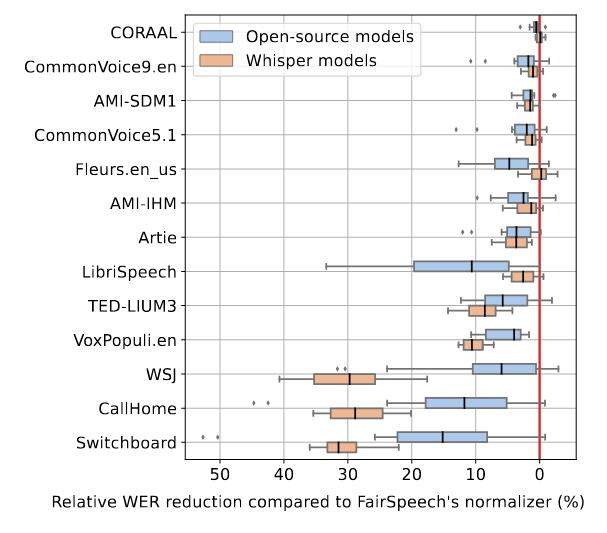 CORAAL
Open-source models
CommonVoice9.en
Whisper models
AMI-SDM1
CommonVoice5.1
Fleurs.en_us
AMI-IHM
Artie
LibriSpeech
TED-LIUM3
VoxPopuli.en
WSJ
CallHome
Switchboard
50 40 30 20 10 0
Relative WER reduction compared to FairSpeech's normalizer (%)